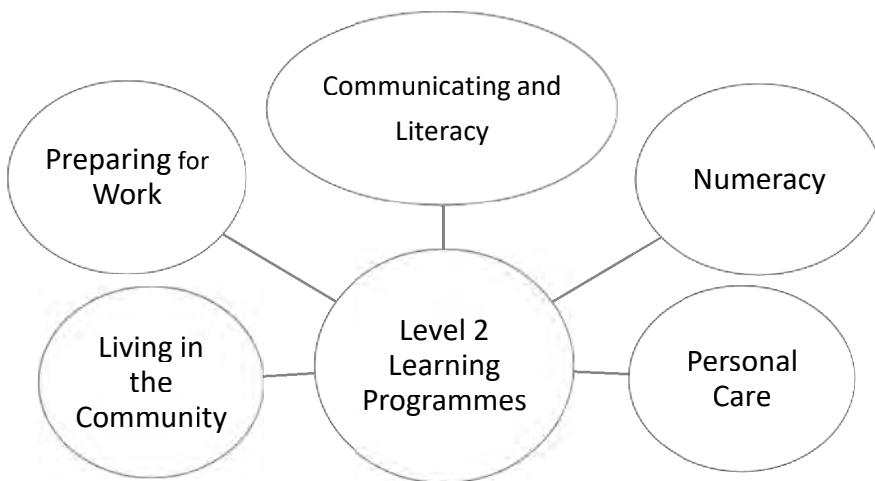 Communicating and
Literacy
Preparing for
Work
Numeracy
Level 2
Learning
Programmes
Living in
the
Community
Personal
Care